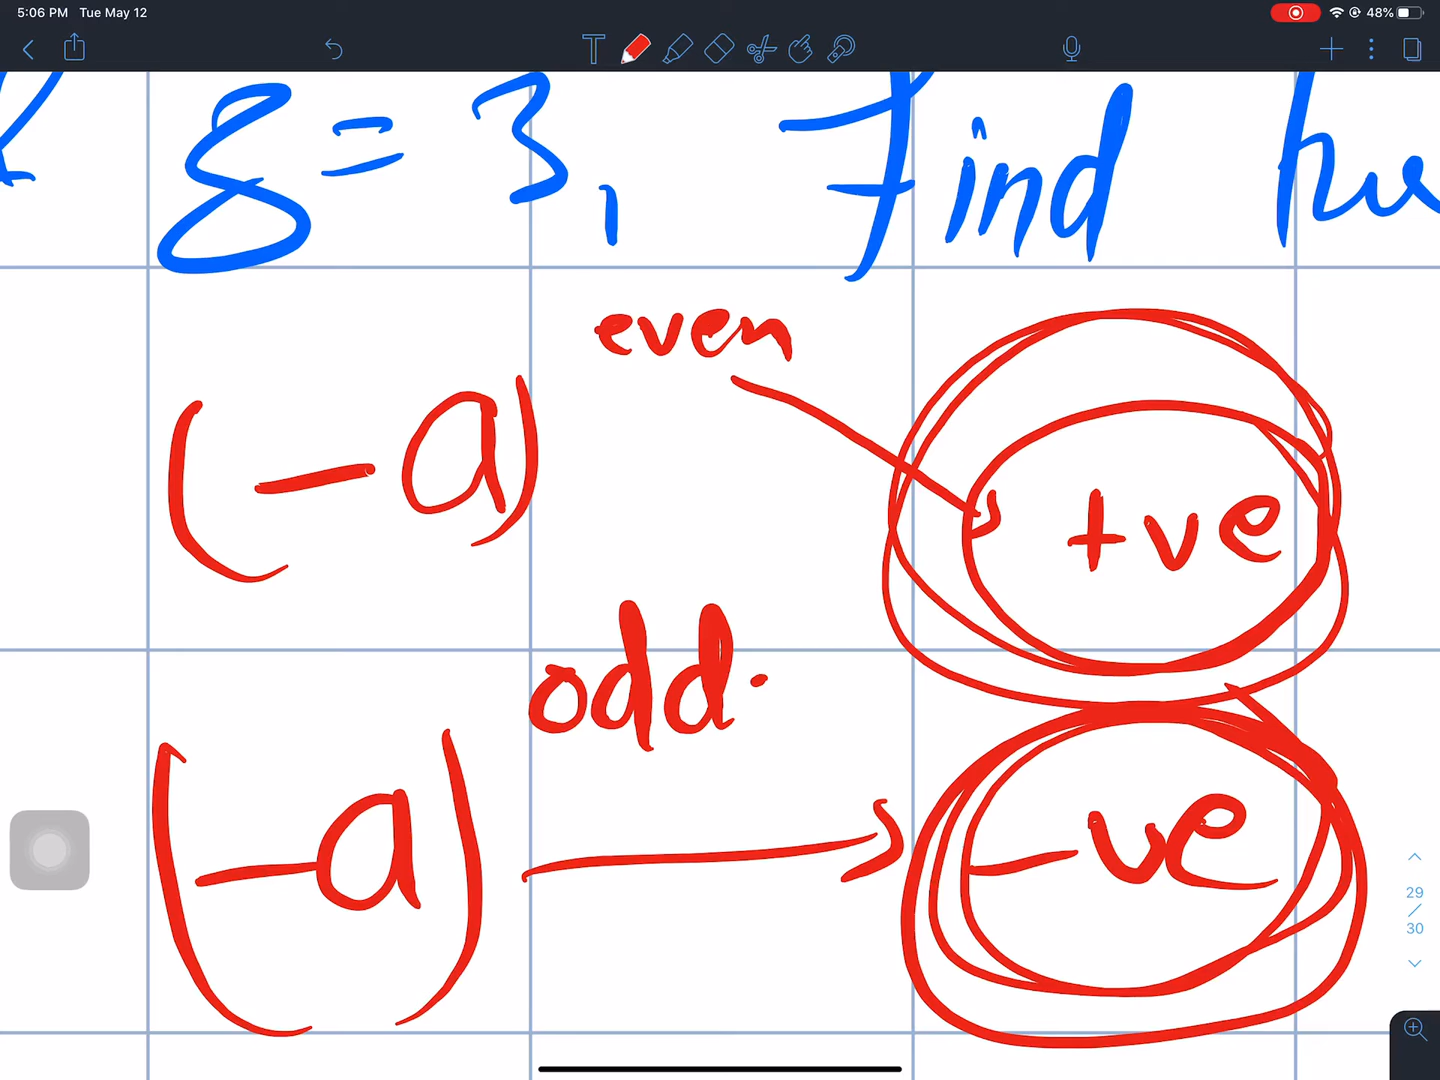 5:06 PM Tue May 12
48%
8 = 3, Find
(-a) even +ve
(-a) odd. -ve
29
/
30